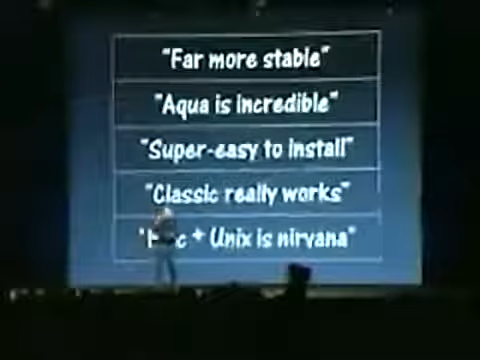 "Far more stable"
"Aqua is incredible"
"Super-easy to install"
"Classic really works"
+ Unix is nirvana"